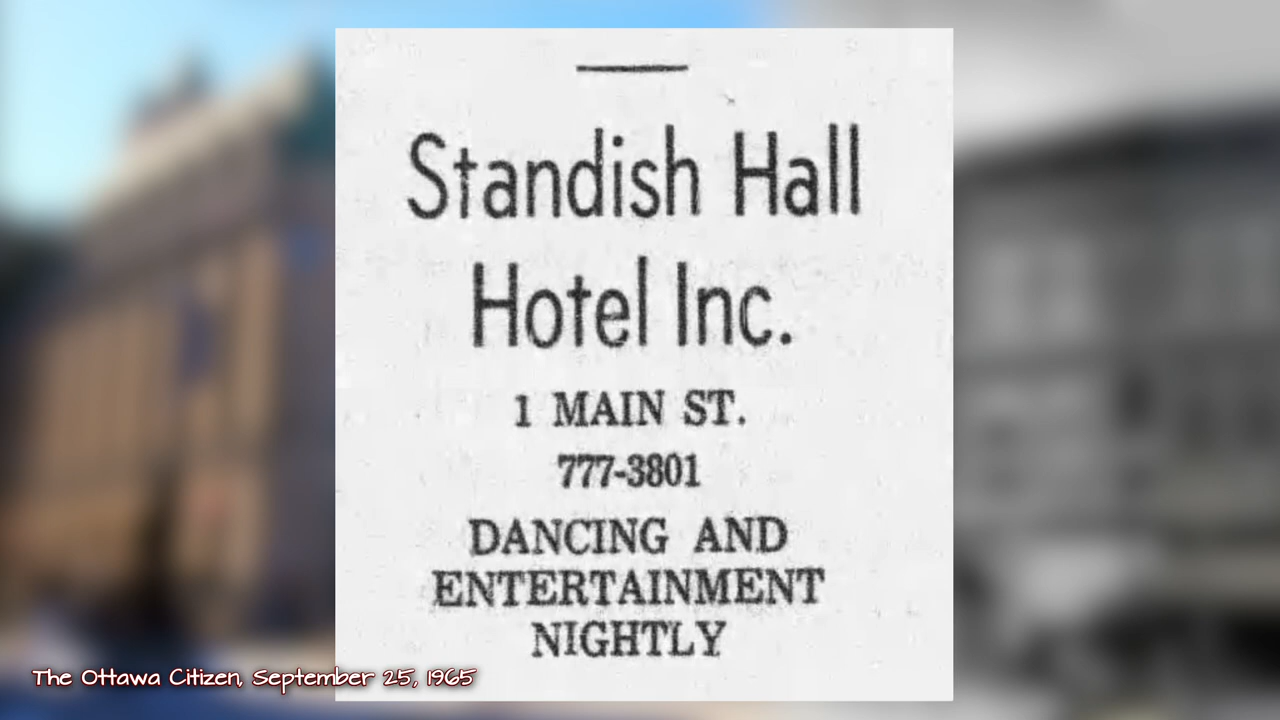 Standish Hall
Hotel Inc.
1 MAIN ST.
777-3801
DANCING AND
ENTERTAINMENT
NIGHTLY
The Ottawa Citizen, September 25, 1965